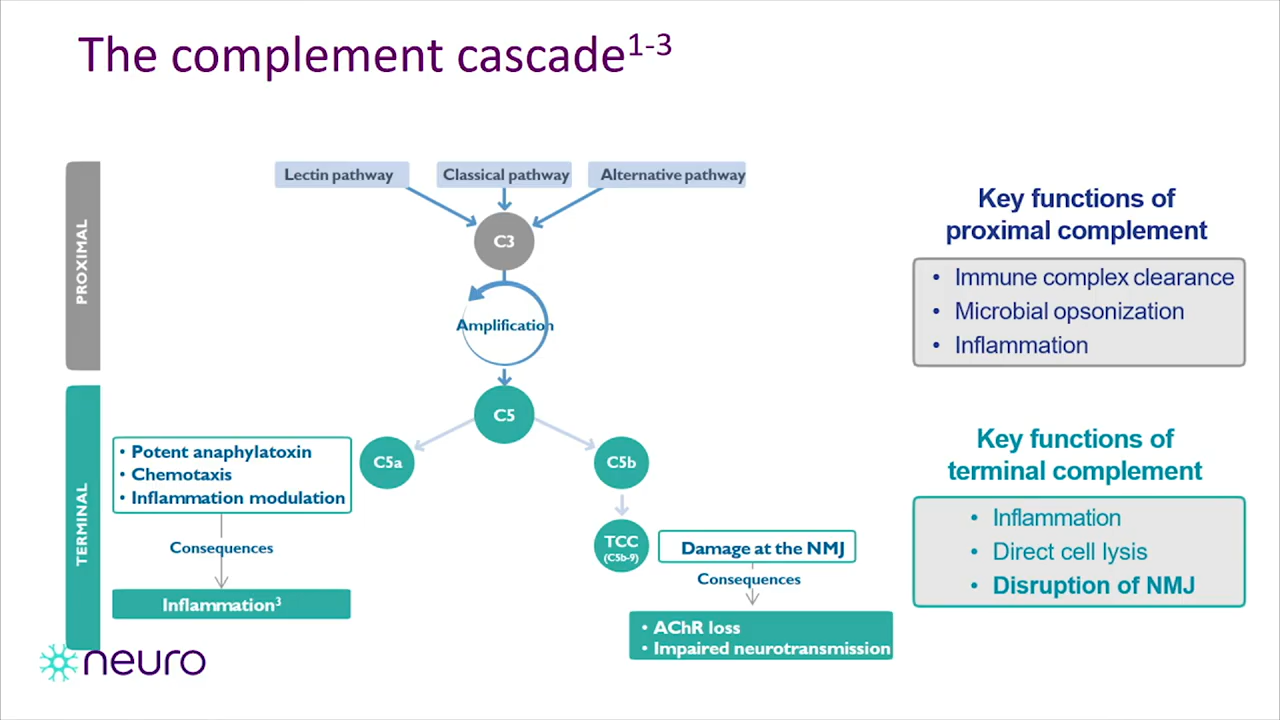 The complement cascade1-3
PROXIMAL
Lectin pathway
Classical pathway
Alternative pathway
C3
Amplification
Key functions of
proximal complement
• Immune complex clearance
• Microbial opsonization
• Inflammation
TERMINAL
C5
C5a
C5b
• Potent anaphylatoxin
• Chemotaxis
• Inflammation modulation
Consequences
Inflammation3
TCC
(C5b-9)
Damage at the NMJ
Consequences
• AChR loss
• Impaired neurotransmission
Key functions of
terminal complement
• Inflammation
• Direct cell lysis
• Disruption of NMJ
neuro